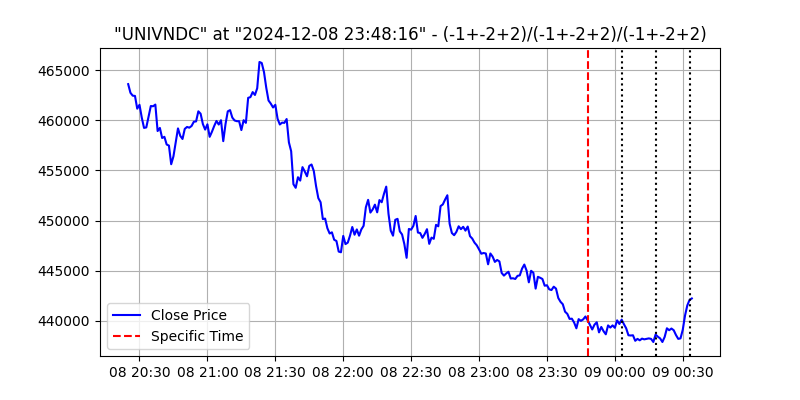 "UNIVNDC" at "2024-12-08 23:48:16" - (-1+-2+2)/(-1+-2+2)/(-1+-2+2)
465000
460000
455000
450000
445000
440000
Close Price
Specific Time
08 20:30 08 21:00 08 21:30 08 22:00 08 22:30 08 23:00 08 23:30 09 00:00 09 00:30